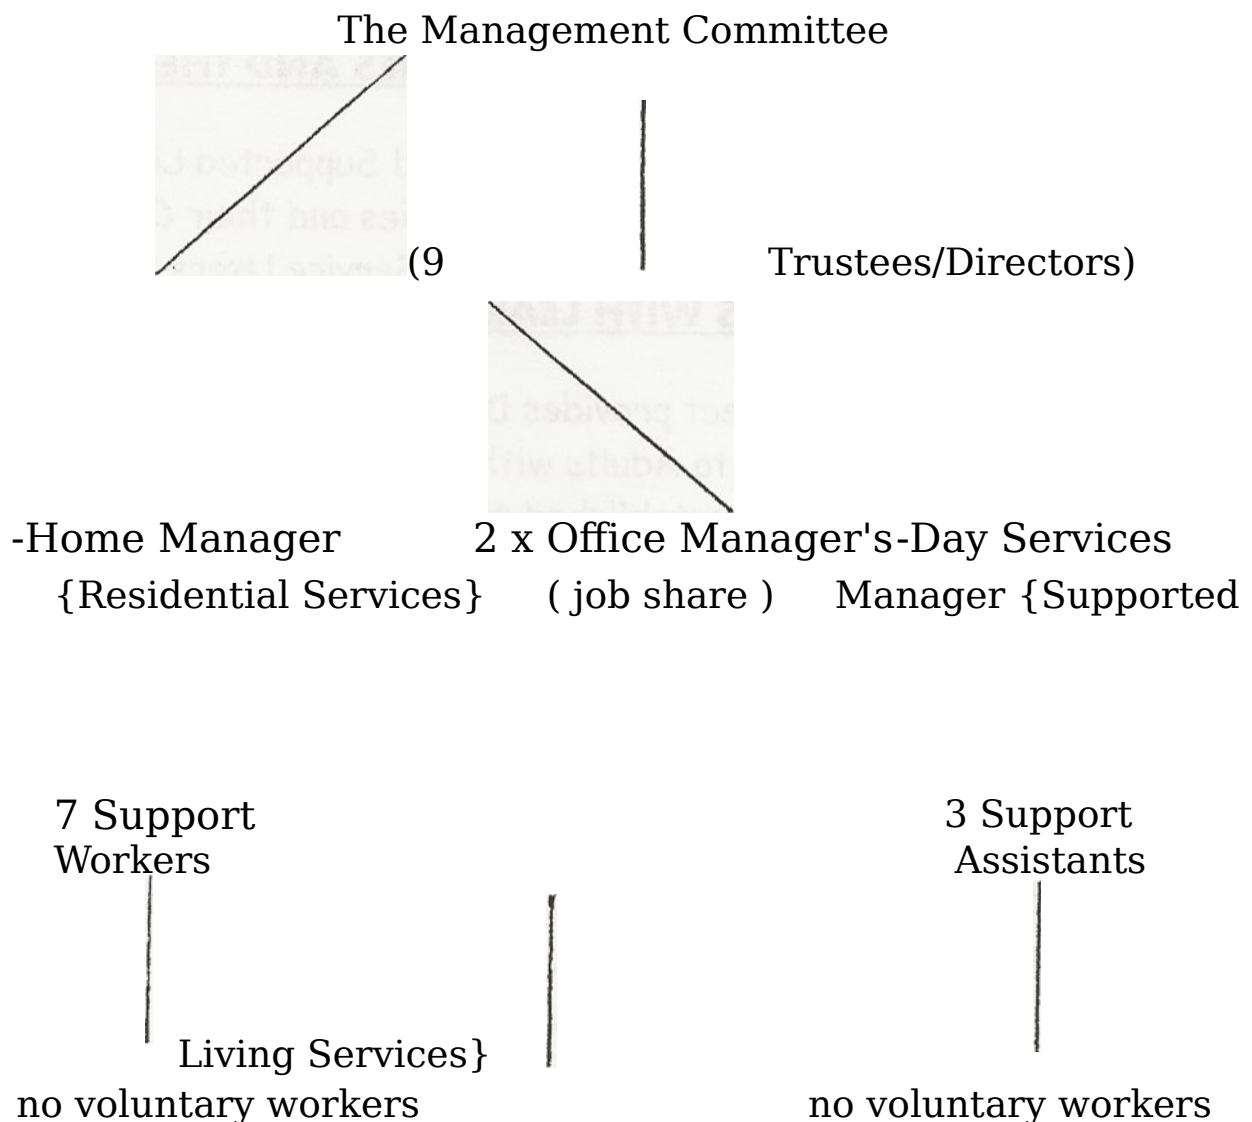 The Management Committee
(9 Trustees/Directors)
-Home Manager 2 x Office Manager's-Day Services
{Residential Services} ( job share ) Manager {Supported
7 Support 3 Support
Workers Assistants
Living Services}
no voluntary workers no voluntary workers